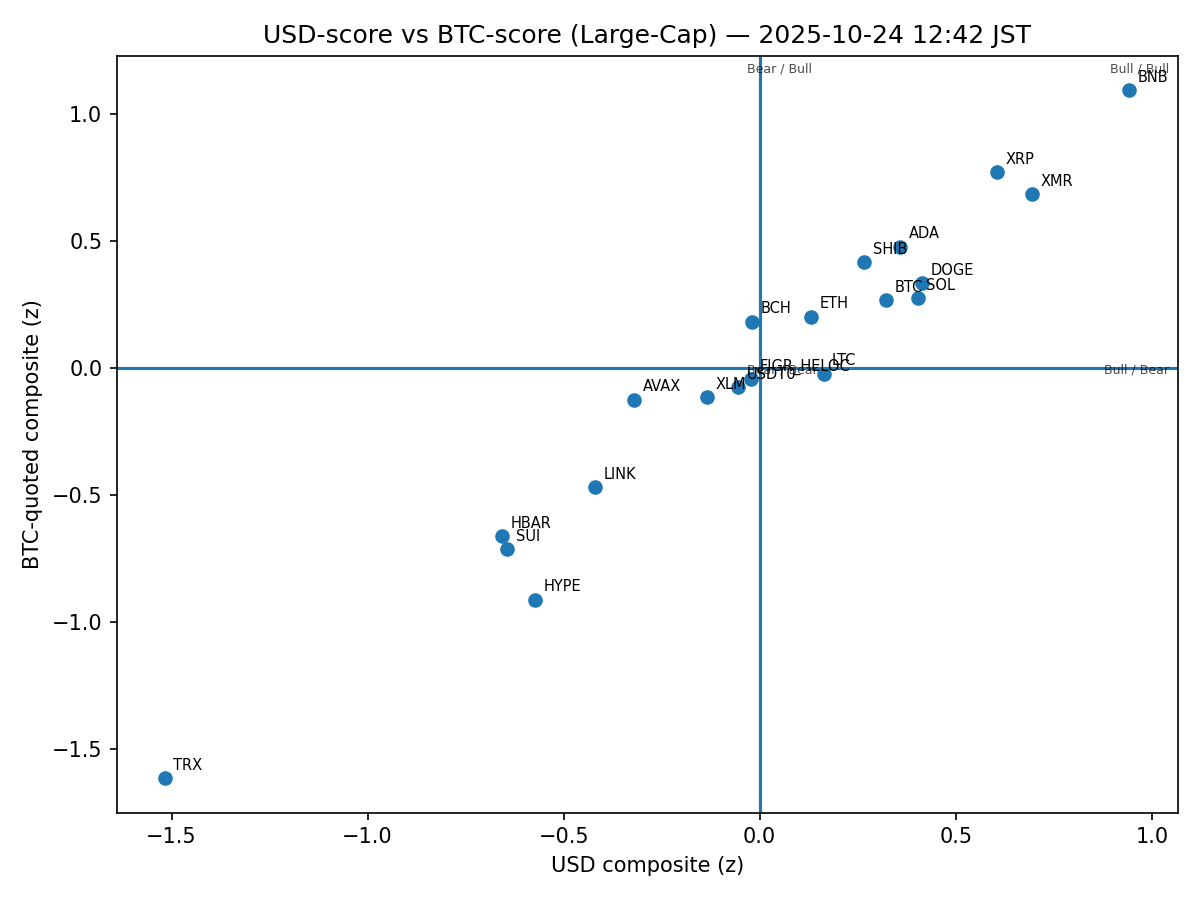 USD-score vs BTC-score (Large-Cap) — 2025-10-24 12:42 JST
Bear / Bull
Bull / Bull
BNB
1.0
XRP
XMR
ADA
0.5
SHIB
DOGE
BTC
SOL
BCH
ETH
LTC
FIGR_HELOC
0.0
Bear / Bear
Bull / Bear
USDT0
XLM
AVAX
LINK
−0.5
HBAR
SUI
HYPE
−1.0
−1.5
TRX
−1.5
−1.0
−0.5
0.0
0.5
1.0
USD composite (z)
BTC-quoted composite (z)